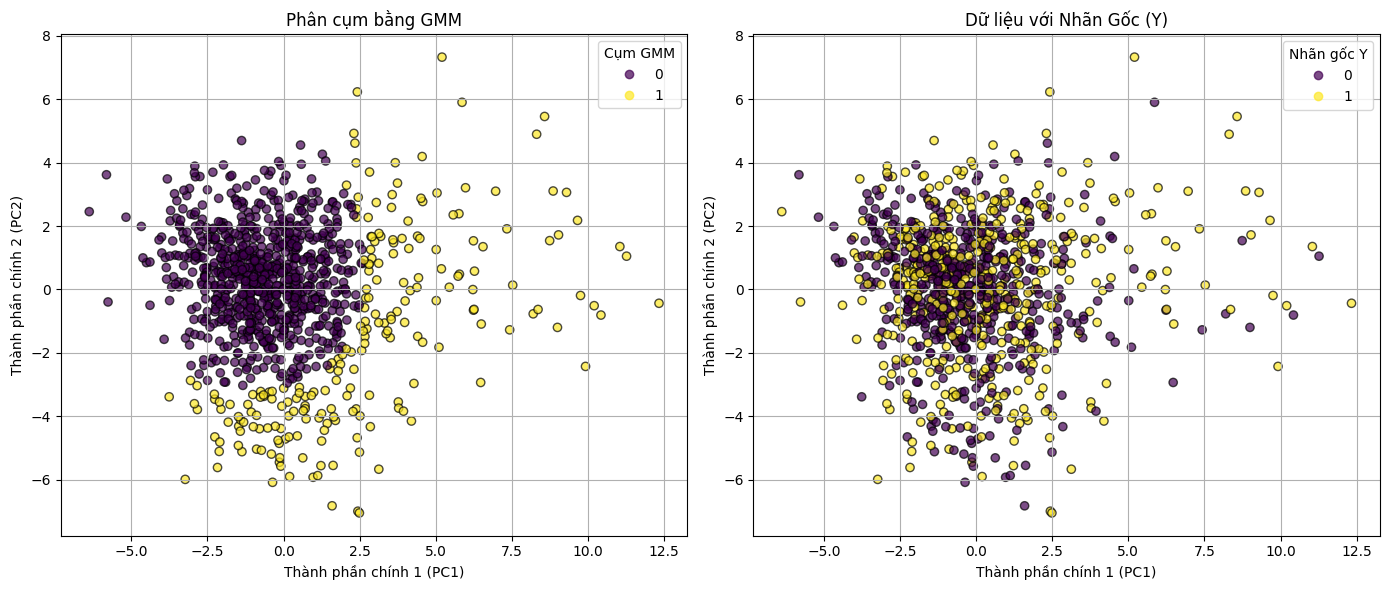 Phân cụm bằng GMM
8
6
4
2
0
−2
−4
−6
−5.0 −2.5 0.0 2.5 5.0 7.5 10.0 12.5
Thành phần chính 1 (PC1)
Thành phần chính 2 (PC2)
Cụm GMM
0
1
Dữ liệu với Nhãn Gốc (Y)
8
6
4
2
0
−2
−4
−6
−5.0 −2.5 0.0 2.5 5.0 7.5 10.0 12.5
Thành phần chính 1 (PC1)
Thành phần chính 2 (PC2)
Nhãn gốc Y
0
1